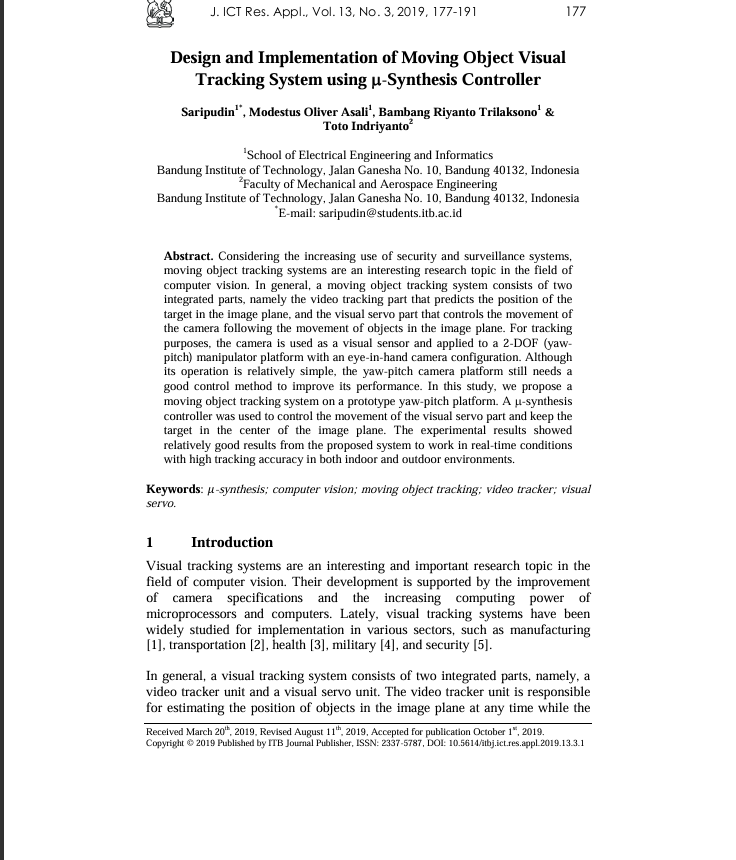 J. ICT Res. Appl., Vol. 13, No. 3, 2019, 177-191 177
Design and Implementation of Moving Object Visual
Tracking System using μ-Synthesis Controller
Saripudin1*, Modestus Oliver Asali1, Bambang Riyanto Trilaksono1 &
Toto Indriyanto2
1School of Electrical Engineering and Informatics
Bandung Institute of Technology, Jalan Ganesha No. 10, Bandung 40132, Indonesia
2Faculty of Mechanical and Aerospace Engineering
Bandung Institute of Technology, Jalan Ganesha No. 10, Bandung 40132, Indonesia
*E-mail: saripudin@students.itb.ac.id
Abstract. Considering the increasing use of security and surveillance systems,
moving object tracking systems are an interesting research topic in the field of
computer vision. In general, a moving object tracking system consists of two
integrated parts, namely the video tracking part that predicts the position of the
target in the image plane, and the visual servo part that controls the movement of
the camera following the movement of objects in the image plane. For tracking
purposes, the camera is used as a visual sensor and applied to a 2-DOF (yaw-
pitch) manipulator platform with an eye-in-hand camera configuration. Although
its operation is relatively simple, the yaw-pitch camera platform still needs a
good control method to improve its performance. In this study, we propose a
moving object tracking system on a prototype yaw-pitch platform. A μ-synthesis
controller was used to control the movement of the visual servo part and keep the
target in the center of the image plane. The experimental results showed
relatively good results from the proposed system to work in real-time conditions
with high tracking accuracy in both indoor and outdoor environments.
Keywords: μ-synthesis; computer vision; moving object tracking; video tracker; visual
servo.
1 Introduction
Visual tracking systems are an interesting and important research topic in the
field of computer vision. Their development is supported by the improvement
of camera specifications and the increasing computing power of
microprocessors and computers. Lately, visual tracking systems have been
widely studied for implementation in various sectors, such as manufacturing
[1], transportation [2], health [3], military [4], and security [5].
In general, a visual tracking system consists of two integrated parts, namely, a
video tracker unit and a visual servo unit. The video tracker unit is responsible
for estimating the position of objects in the image plane at any time while the
Received March 20th, 2019, Revised August 11th, 2019, Accepted for publication October 1st, 2019.
Copyright © 2019 Published by ITB Journal Publisher, ISSN: 2337-5787, DOI: 10.5614/itbj.ict.res.appl.2019.13.3.1